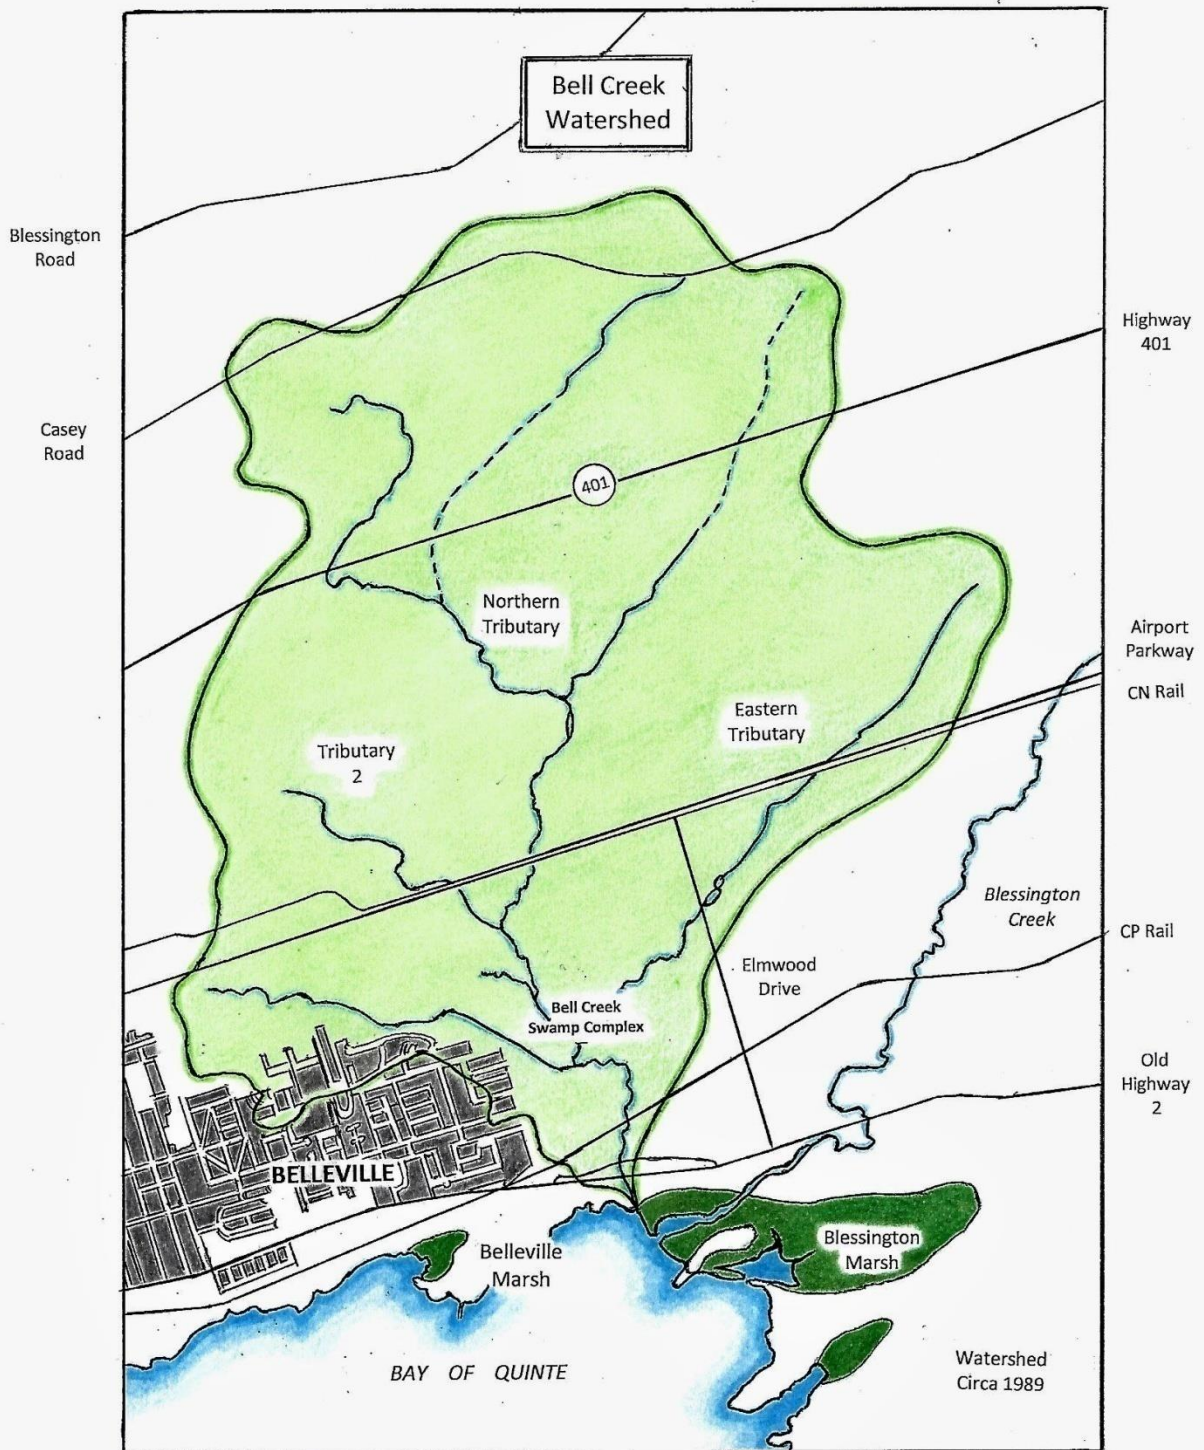 Bell Creek
Watershed
Blessington
Road
Highway
401
Casey
Road
401
Northern
Tributary
Airport
Parkway
CN Rail
Eastern
Tributary
Tributary
2
Blessington
Creek
CP Rail
Elmwood
Drive
Bell Creek
Swamp Complex
Old
Highway
2
BELLEVILLE
Belleville
Marsh
Blessington
Marsh
BAY OF QUINTE
Watershed
Circa 1989